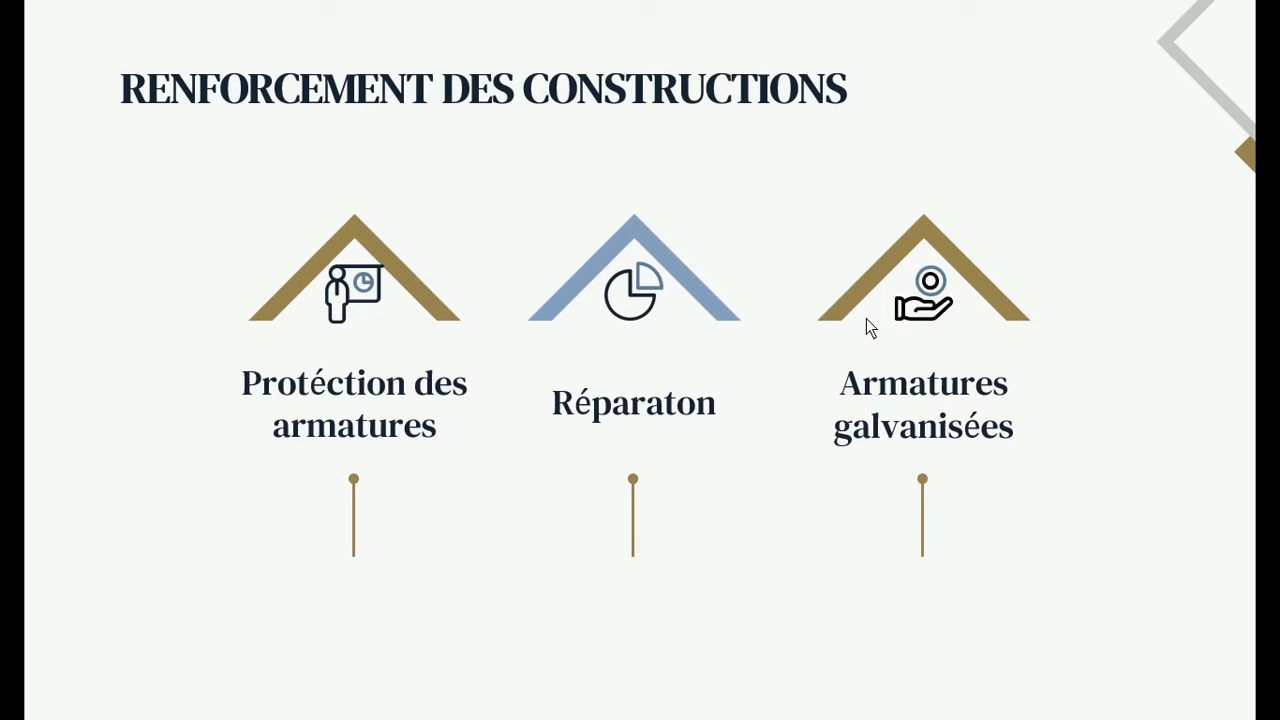 RENFORCEMENT DES CONSTRUCTIONS
Protéction des
armatures
Réparaton
Armatures
galvanisées